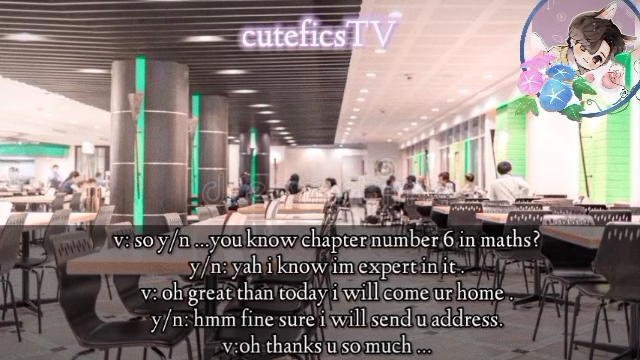 cuteficsTV
v: so y/n ...you know chapter number 6 in maths?
y/n: yah i know im expert in it .
v: oh great than today i will come ur home .
y/n: hmm fine sure i will send u address.
v:oh thanks u so much ...